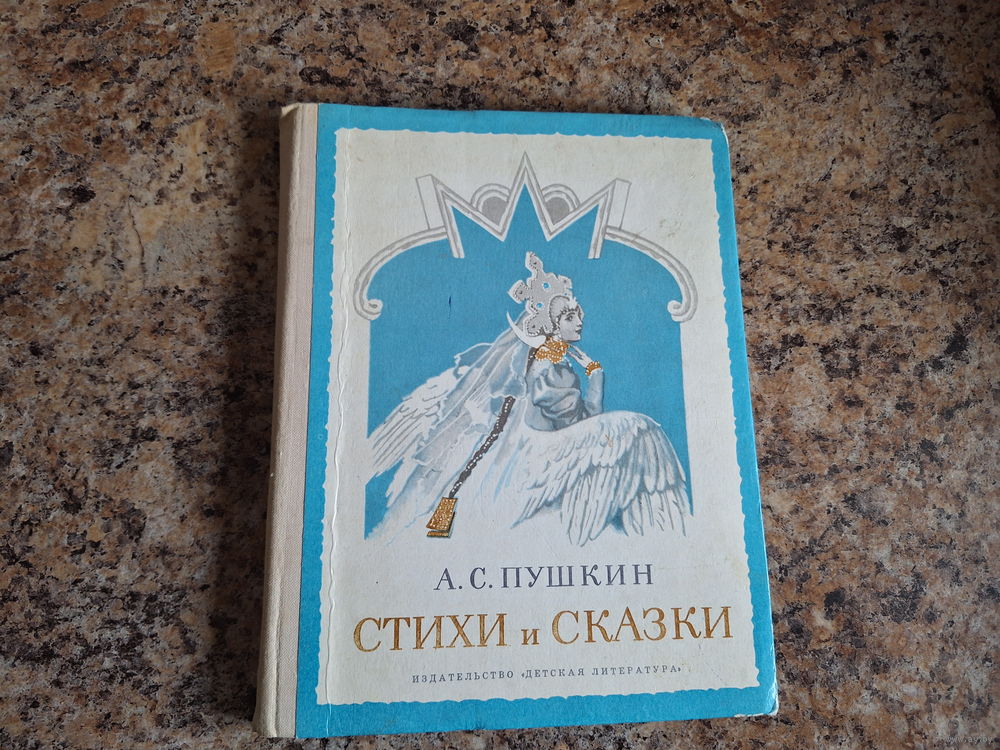 А.С.ПУШКИН
СТИХИ и СКАЗКИ
ИЗДАТЕЛЬСТВО «ДЕТСКАЯ ЛИТЕРАТУРА»